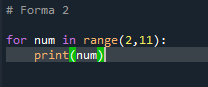 # Forma 2
for num in range(2,11):
    print(num)